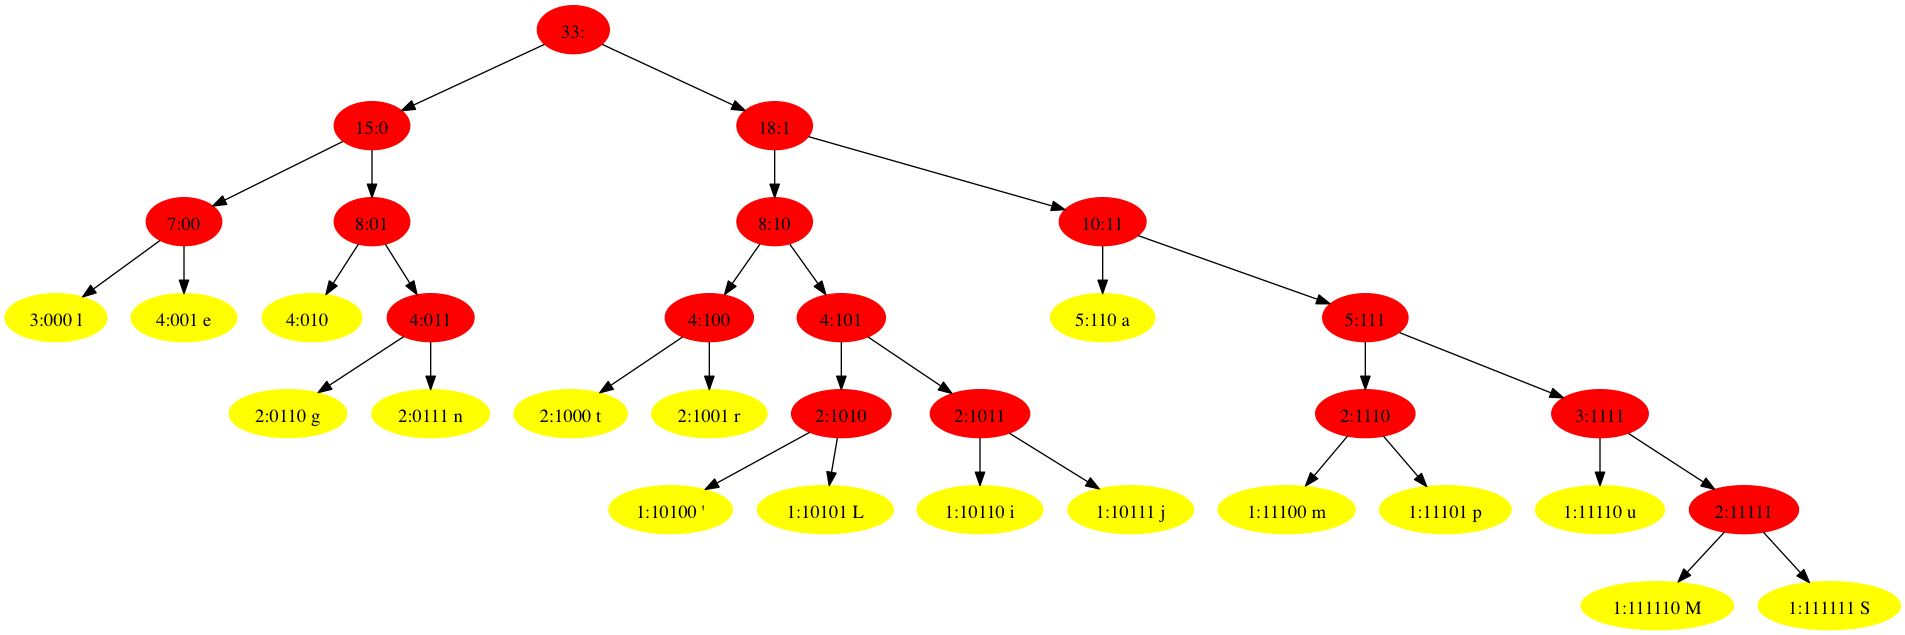 33:
15:0
18:1
7:00
8:01
8:10
10:11
3:000 l
4:001 e
4:010
4:011
4:100
4:101
5:110 a
5:111
2:0110 g
2:0111 n
2:1000 t
2:1001 r
2:1010
2:1011
2:1110
3:1111
1:10100 '
1:10101 L
1:10110 i
1:10111 j
1:11100 m
1:11101 p
1:11110 u
2:11111
1:111110 M
1:111111 S